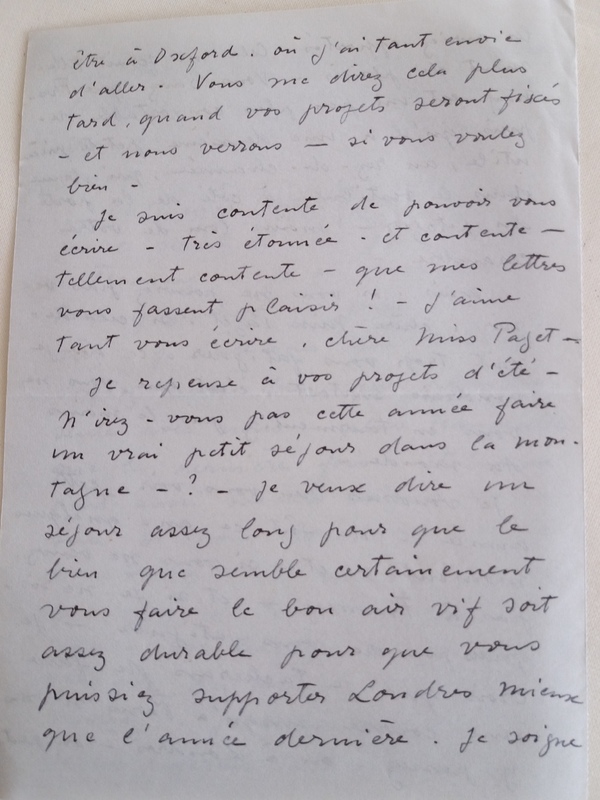 être à Oxford. où j'ai tant envie
d'aller. Vous me direz cela plus
tard, quand vos projets seront fixés
- et nous verrons - si vous voulez
bien -
Je suis contente de pouvoir vous
écrire - très étonnée - et contente -
tellement contente - que mes lettres
vous fassent plaisir ! - J'aime
tant vous écrire, chère Miss Paget -
Je repense à vos projets d'été -
N'irez-vous pas cette année faire
un vrai petit séjour dans la mon-
tagne - ? - Je veux dire un
séjour assez long pour que le
bien que semble certainement
vous faire le bon air vif soit
assez durable pour que vous
puissiez supporter Londres mieux
que l'année dernière. Je soigne